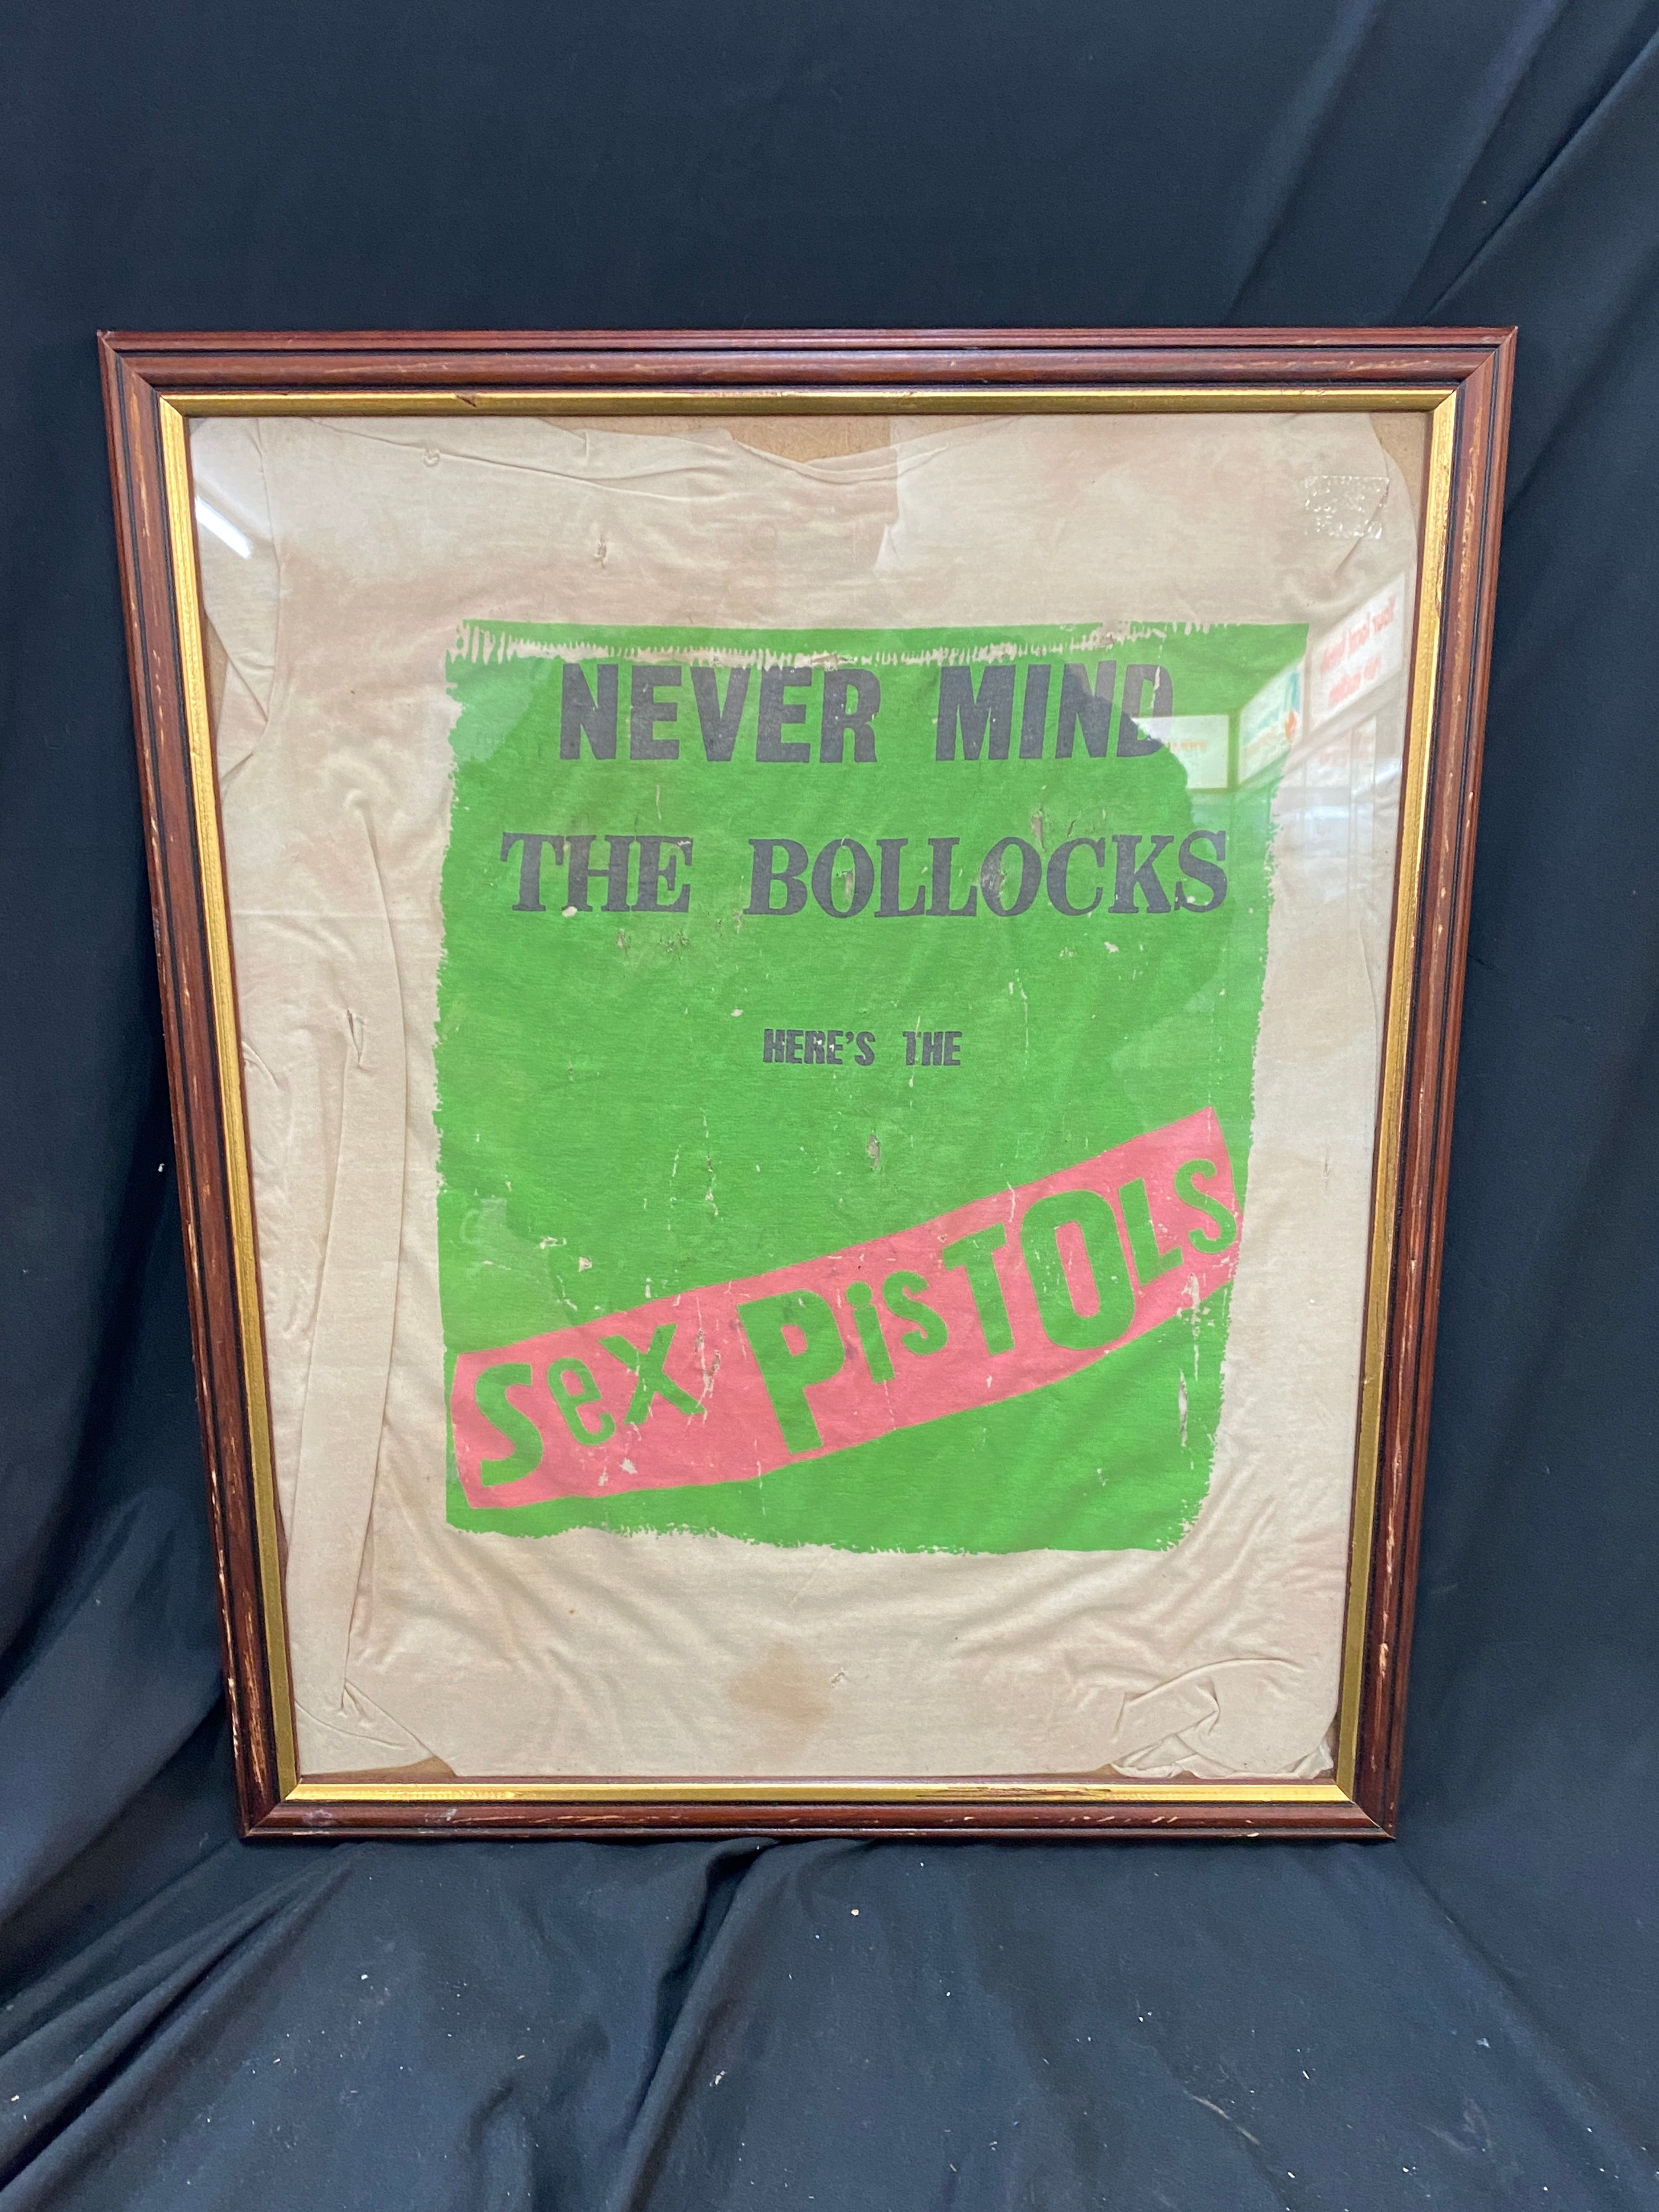 NEVER MIND
THE BOLLOCKS
HERE'S THE
SeX PiSTOLS